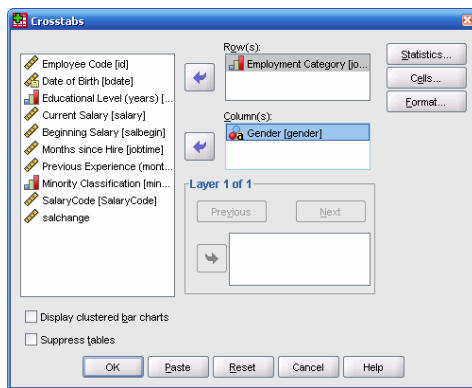 Crosstabs
Employee Code [id]
Date of Birth [bdate]
Educational Level (years) [...
Current Salary [salary]
Beginning Salary [salbegin]
Months since Hire [jobtime]
Previous Experience (mont...
Minority Classification [min...
SalaryCode [SalaryCode]
salchange
Row(s):
Employment Category [jo...
Column(s):
a Gender [gender]
Layer 1 of 1
Previous
Next
Statistics...
Cells...
Format...
Display clustered bar charts
Suppress tables
OK
Paste
Reset
Cancel
Help